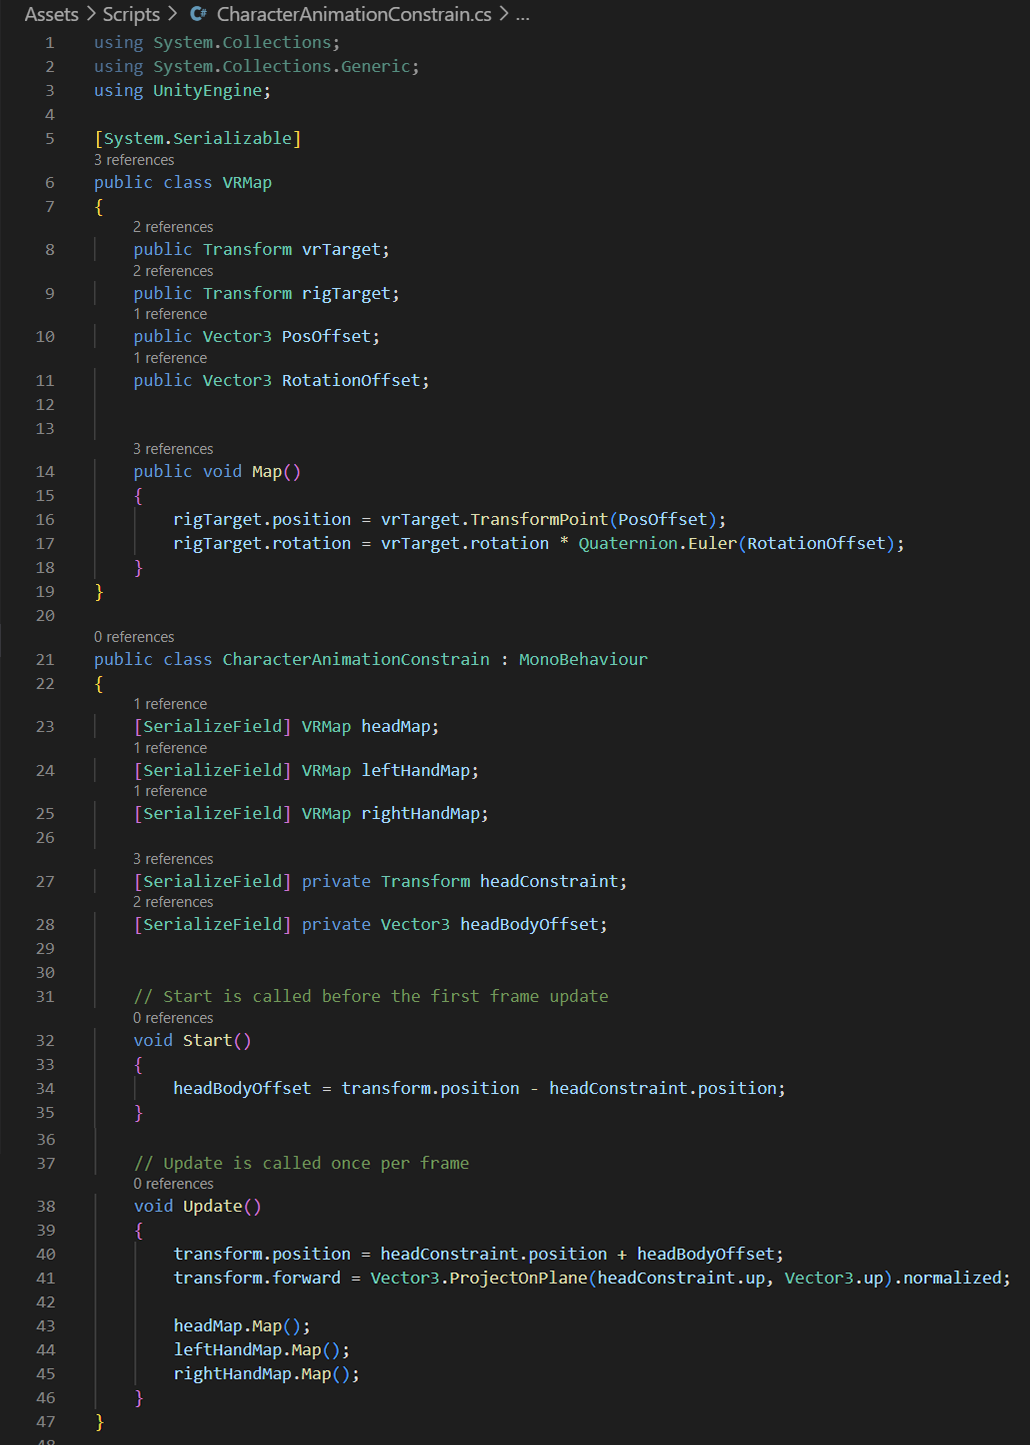 Assets > Scripts > C# CharacterAnimationConstrain.cs > ...
1 using System.Collections;
2 using System.Collections.Generic;
3 using UnityEngine;
4
5 [System.Serializable]
3 references
6 public class VRMap
7 {
2 references
8 public Transform vrTarget;
2 references
9 public Transform rigTarget;
1 reference
10 public Vector3 PosOffset;
1 reference
11 public Vector3 RotationOffset;
12
13
3 references
14 public void Map()
15 {
16 rigTarget.position = vrTarget.TransformPoint(PosOffset);
17 rigTarget.rotation = vrTarget.rotation * Quaternion.Euler(RotationOffset);
18 }
19 }
20
0 references
21 public class CharacterAnimationConstrain : MonoBehaviour
22 {
1 reference
23 [SerializeField] VRMap headMap;
1 reference
24 [SerializeField] VRMap leftHandMap;
1 reference
25 [SerializeField] VRMap rightHandMap;
26
3 references
27 [SerializeField] private Transform headConstraint;
2 references
28 [SerializeField] private Vector3 headBodyOffset;
29
30
31 // Start is called before the first frame update
0 references
32 void Start()
33 {
34 headBodyOffset = transform.position - headConstraint.position;
35 }
36
37 // Update is called once per frame
0 references
38 void Update()
39 {
40 transform.position = headConstraint.position + headBodyOffset;
41 transform.forward = Vector3.ProjectOnPlane(headConstraint.up, Vector3.up).normalized;
42
43 headMap.Map();
44 leftHandMap.Map();
45 rightHandMap.Map();
46 }
47 }
48